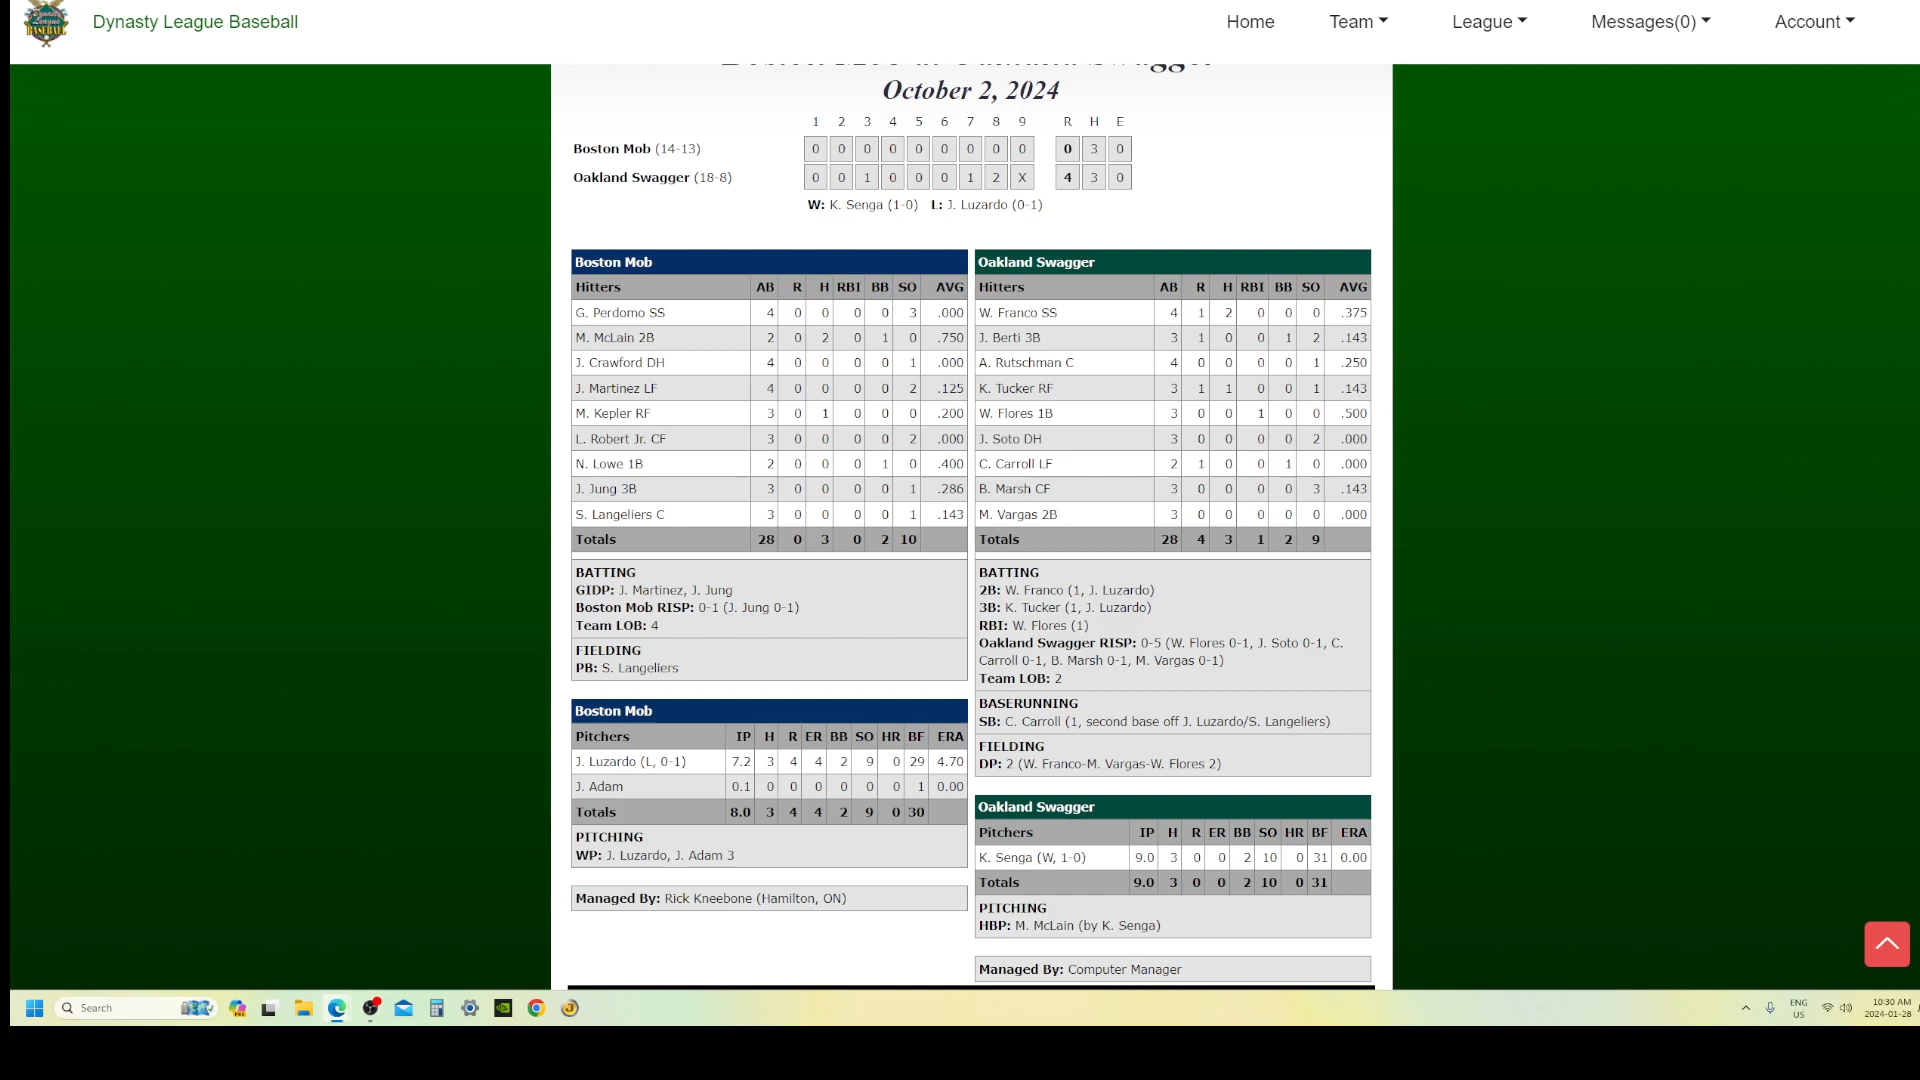 Dynasty League Baseball
Home Team League Messages(0) Account
October 2, 2024
1 2 3 4 5 6 7 8 9 R H E
Boston Mob (14-13) 0 0 0 0 0 0 0 0 0 0 3 0
Oakland Swagger (18-8) 0 0 1 0 0 0 1 2 X 4 3 0
W: K. Senga (1-0) L: J. Luzardo (0-1)
Boston Mob
Hitters AB R H RBI BB SO AVG
G. Perdomo SS 4 0 0 0 0 3 .000
M. McLain 2B 2 0 2 0 1 0 .750
J. Crawford DH 4 0 0 0 0 1 .000
J. Martinez LF 4 0 0 0 0 2 .125
M. Kepler RF 3 0 1 0 0 0 .200
L. Robert Jr. CF 3 0 0 0 0 2 .000
N. Lowe 1B 2 0 0 0 1 0 .400
J. Jung 3B 3 0 0 0 0 1 .286
S. Langeliers C 3 0 0 0 0 1 .143
Totals 28 0 3 0 2 10
BATTING
GIDP: J. Martinez, J. Jung
Boston Mob RISP: 0-1 (J. Jung 0-1)
Team LOB: 4
FIELDING
PB: S. Langeliers
Boston Mob
Pitchers IP H R ER BB SO HR BF ERA
J. Luzardo (L, 0-1) 7.2 3 4 4 2 9 0 29 4.70
J. Adam 0.1 0 0 0 0 0 0 1 0.00
Totals 8.0 3 4 4 2 9 0 30
PITCHING
WP: J. Luzardo, J. Adam 3
Managed By: Rick Kneebone (Hamilton, ON)
Oakland Swagger
Hitters AB R H RBI BB SO AVG
W. Franco SS 4 1 2 0 0 0 .375
J. Berti 3B 3 1 0 0 1 2 .143
A. Rutschman C 4 0 0 0 0 1 .250
K. Tucker RF 3 1 1 0 0 1 .143
W. Flores 1B 3 0 0 1 0 0 .500
J. Soto DH 3 0 0 0 0 2 .000
C. Carroll LF 2 1 0 0 1 0 .000
B. Marsh CF 3 0 0 0 0 3 .143
M. Vargas 2B 3 0 0 0 0 0 .000
Totals 28 4 3 1 2 9
BATTING
2B: W. Franco (1, J. Luzardo)
3B: K. Tucker (1, J. Luzardo)
RBI: W. Flores (1)
Oakland Swagger RISP: 0-5 (W. Flores 0-1, J. Soto 0-1, C.
Carroll 0-1, B. Marsh 0-1, M. Vargas 0-1)
Team LOB: 2
BASERUNNING
SB: C. Carroll (1, second base off J. Luzardo/S. Langeliers)
FIELDING
DP: 2 (W. Franco-M. Vargas-W. Flores 2)
Oakland Swagger
Pitchers IP H R ER BB SO HR BF ERA
K. Senga (W, 1-0) 9.0 3 0 0 2 10 0 31 0.00
Totals 9.0 3 0 0 2 10 0 31
PITCHING
HBP: M. McLain (by K. Senga)
Managed By: Computer Manager
Search
ENG
US
10:30 AM
2024-01-28